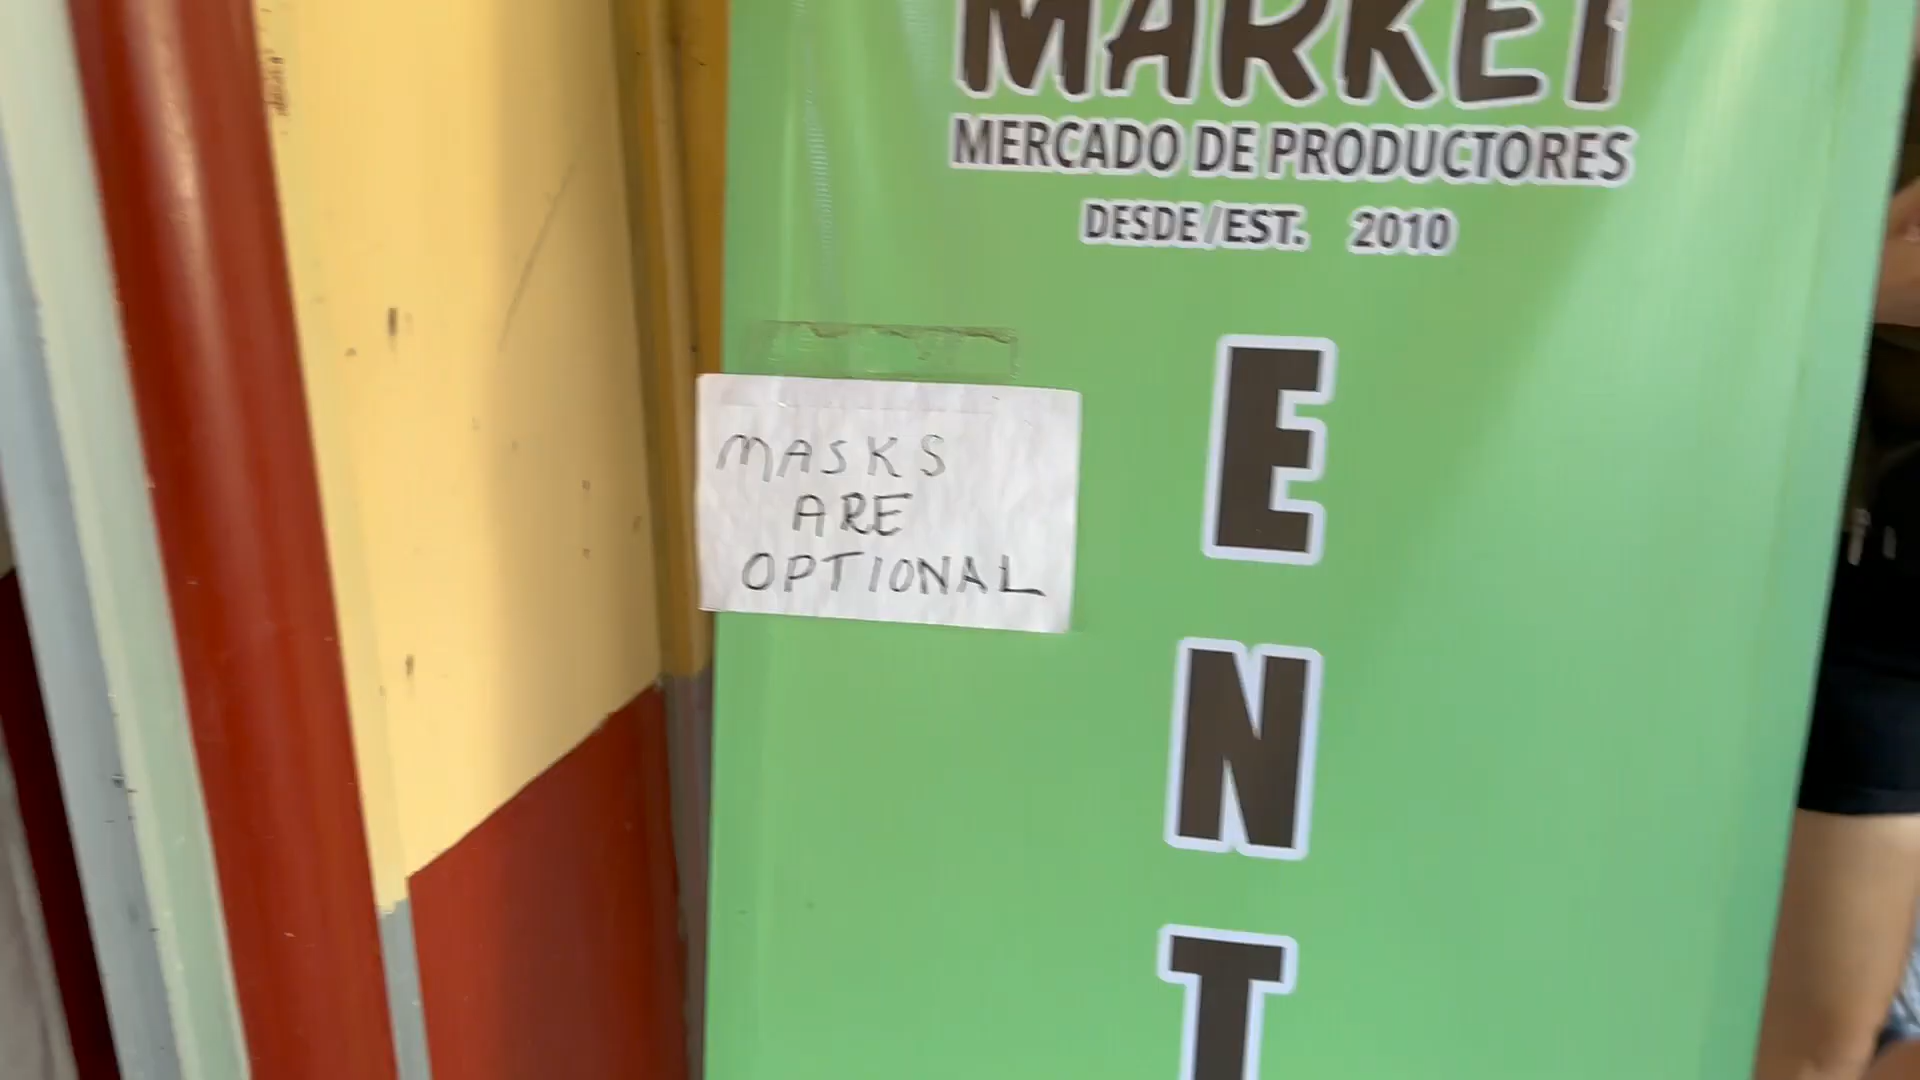 MARKET
MERCADO DE PRODUCTORES
DESDE/EST. 2010
MASKS
ARE
OPTIONAL
E
N
T